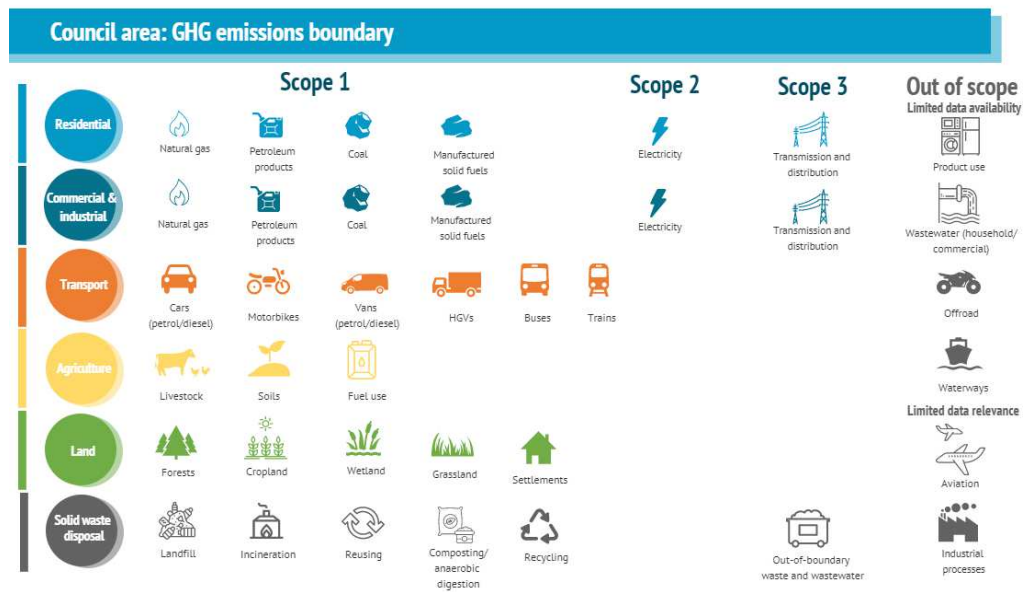 Council area: GHG emissions boundary
Scope 1
Scope 2
Scope 3
Out of scope
Limited data availability
Residential
Natural gas
Petroleum
products
Coal
Manufactured
solid fuels
Electricity
Transmission and
distribution
Product use
Commercial &
industrial
Natural gas
Petroleum
products
Coal
Manufactured
solid fuels
Electricity
Transmission and
distribution
Wastewater (household/
commercial)
Transport
Cars
(petrol/diesel)
Motorbikes
Vans
(petrol/diesel)
HGVs
Buses
Trains
Offroad
Agriculture
Livestock
Soils
Fuel use
Waterways
Limited data relevance
Land
Forests
Cropland
Wetland
Grassland
Settlements
Aviation
Solid waste
disposal
Landfill
Incineration
Reusing
Composting/
anaerobic
digestion
Recycling
Out-of-boundary
waste and wastewater
Industrial
processes